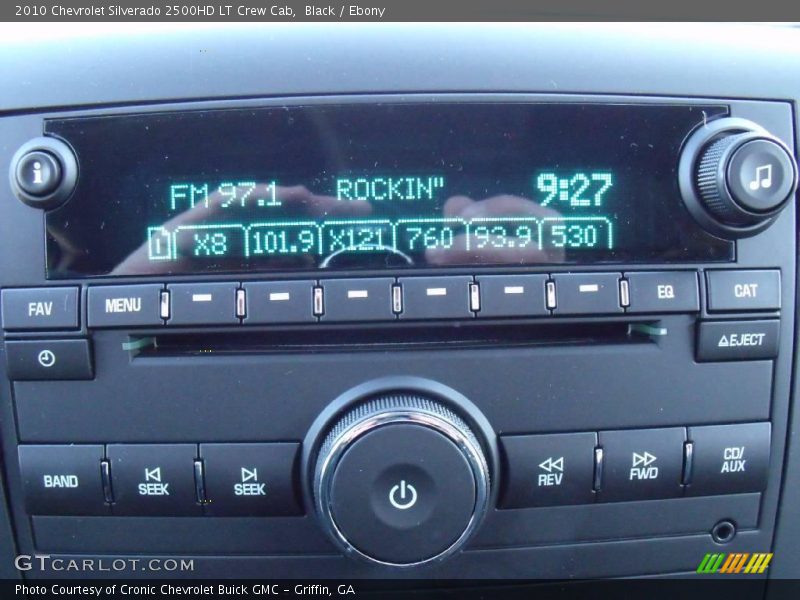 2010 Chevrolet Silverado 2500HD LT Crew Cab,  Black / Ebony
i
FM 97.1 ROCKIN" 9:27
1 X8 101.9 X121 760 93.9 530
FAV MENU EQ CAT
EJECT
BAND SEEK SEEK REV FWD CD/AUX
GTCARLOT.COM
Photo Courtesy of Cronic Chevrolet Buick GMC – Griffin, GA